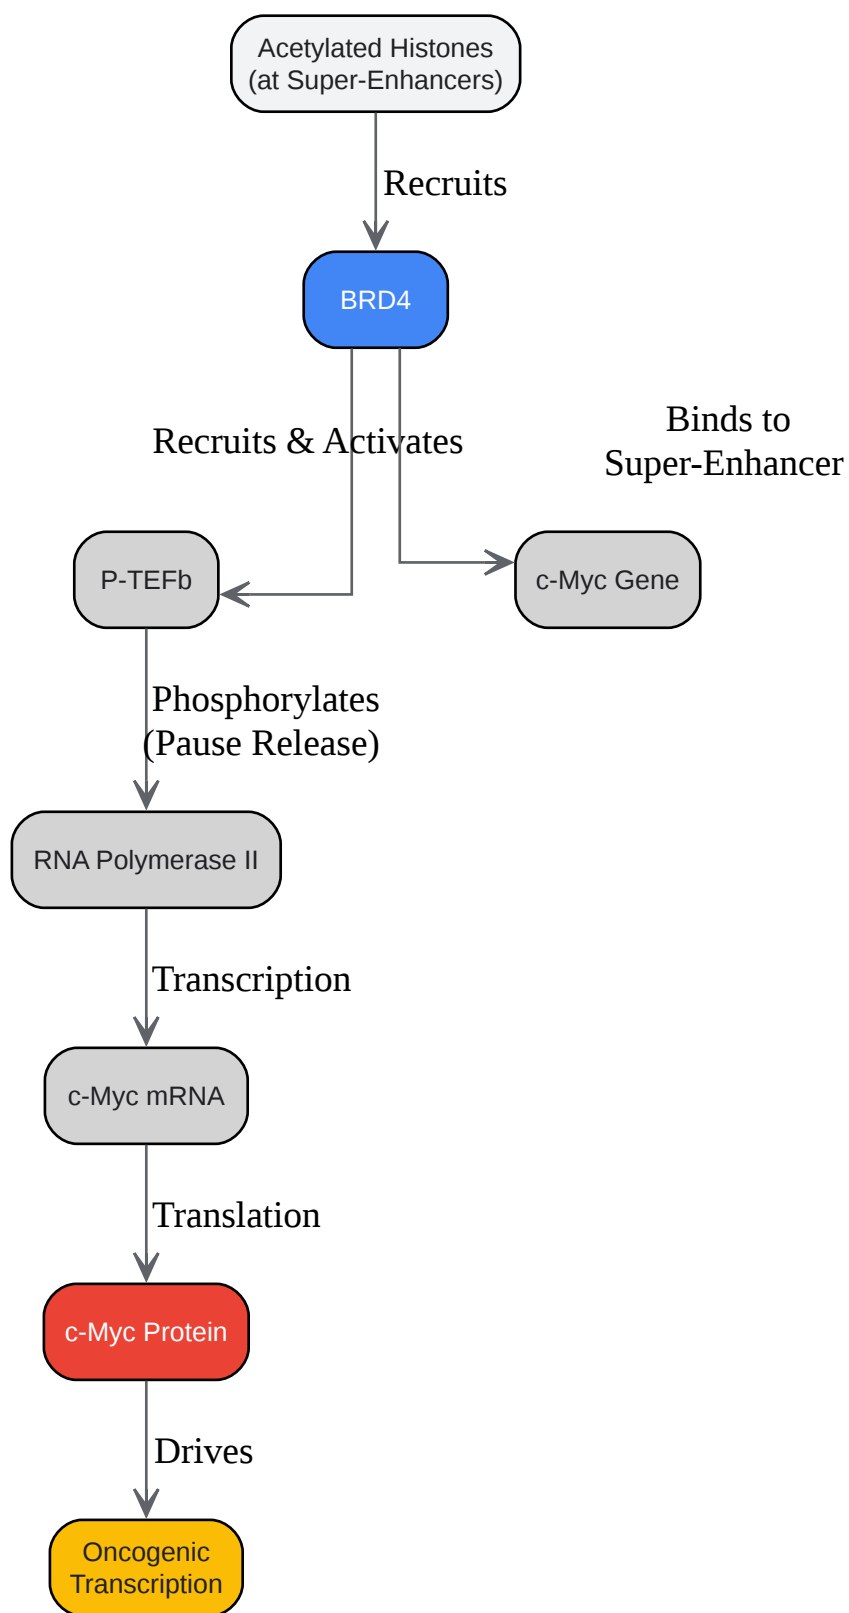 Acetylated Histones
(at Super-Enhancers)
Recruits
BRD4
Recruits & Activates
Binds to
Super-Enhancer
P-TEFb
c-Myc Gene
Phosphorylates
(Pause Release)
RNA Polymerase II
Transcription
c-Myc mRNA
Translation
c-Myc Protein
Drives
Oncogenic
Transcription